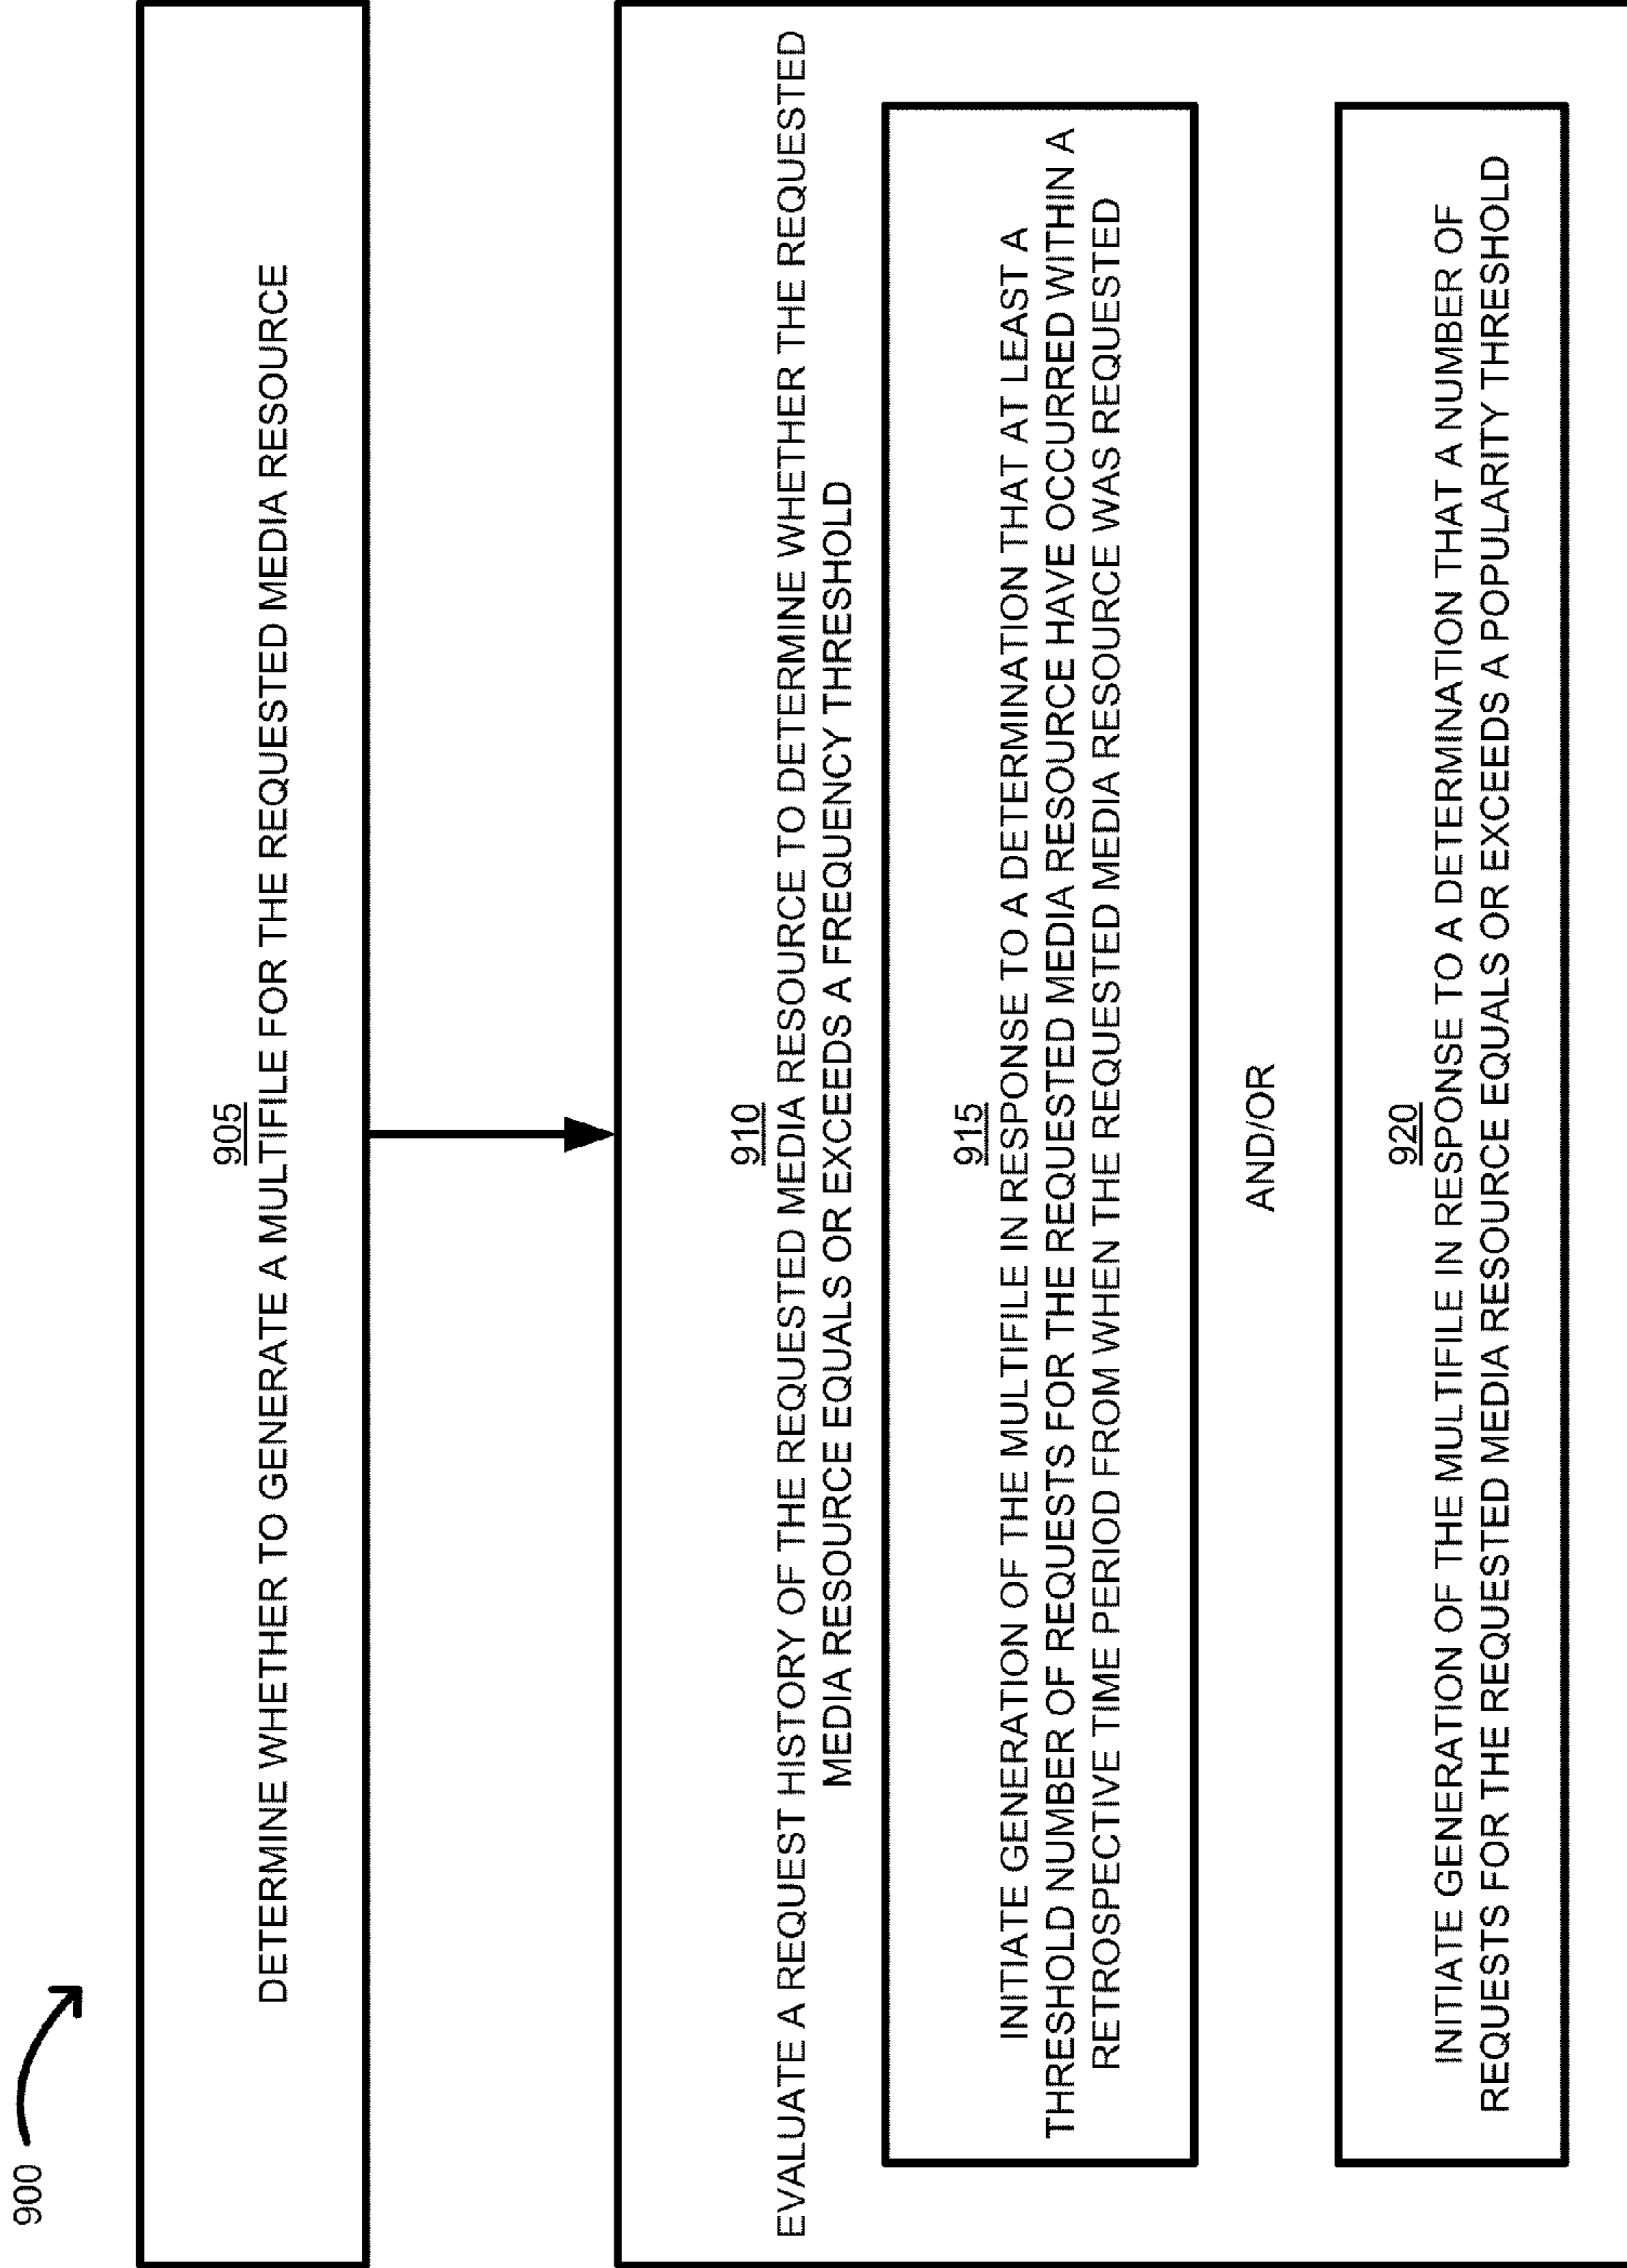 900
905
DETERMINE WHETHER TO GENERATE A MULTIFILE FOR THE REQUESTED MEDIA RESOURCE
910
EVALUATE A REQUEST HISTORY OF THE REQUESTED MEDIA RESOURCE TO DETERMINE WHETHER THE REQUESTED
MEDIA RESOURCE EQUALS OR EXCEEDS A FREQUENCY THRESHOLD
915
INITIATE GENERATION OF THE MULTIFILE IN RESPONSE TO A DETERMINATION THAT AT LEAST A
THRESHOLD NUMBER OF REQUESTS FOR THE REQUESTED MEDIA RESOURCE HAVE OCCURRED WITHIN A
RETROSPECTIVE TIME PERIOD FROM WHEN THE REQUESTED MEDIA RESOURCE WAS REQUESTED
AND/OR
920
INITIATE GENERATION OF THE MULTIFIILE IN RESPONSE TO A DETERMINATION THAT A NUMBER OF
REQUESTS FOR THE REQUESTED MEDIA RESOURCE EQUALS OR EXCEEDS A POPULARITY THRESHOLD